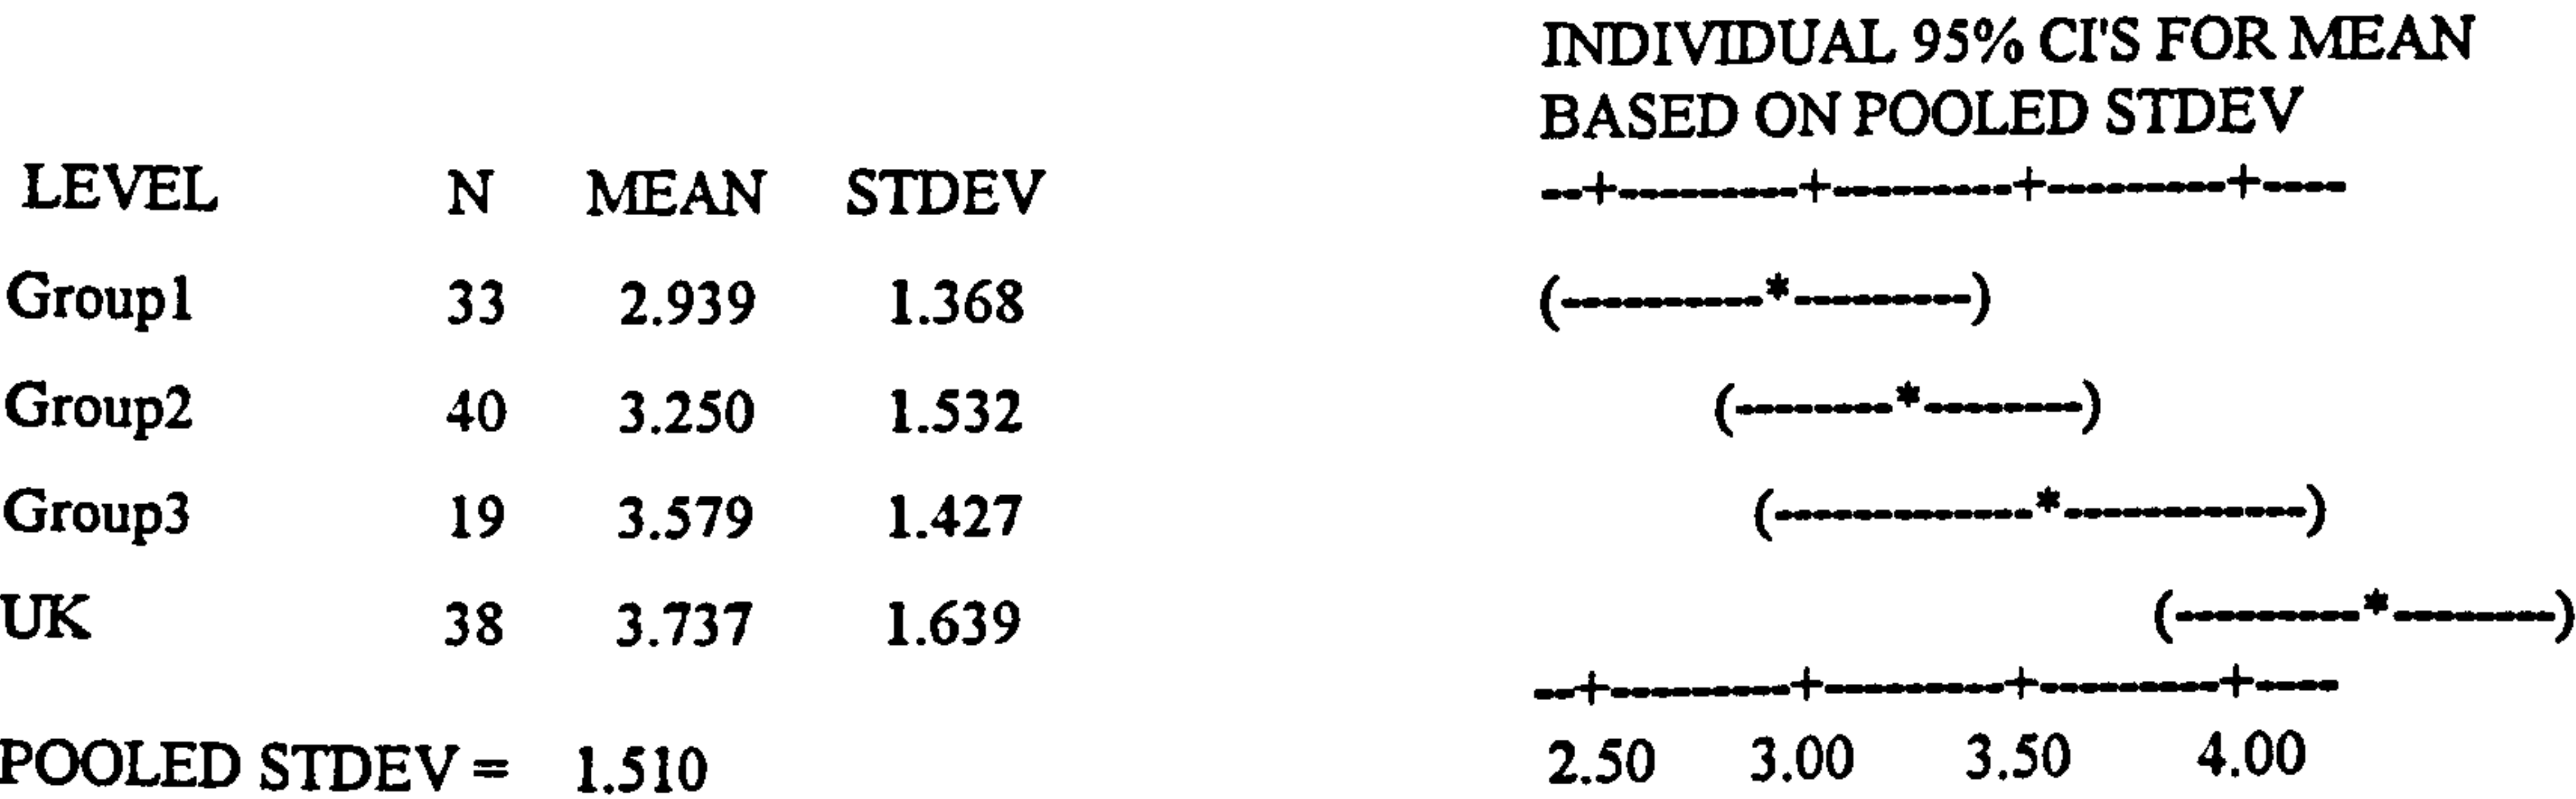 INDIVIDUAL 95% CI'S FOR MEAN
BASED ON POOLED STDEV
LEVEL N MEAN STDEV --+---------+---------+---------+----
Group1 33 2.939 1.368 (----------*---------)
Group2 40 3.250 1.532 (--------*--------)
Group3 19 3.579 1.427 (-------------*------------)
UK 38 3.737 1.639 (---------*--------)
--+---------+---------+---------+----
POOLED STDEV = 1.510 2.50 3.00 3.50 4.00